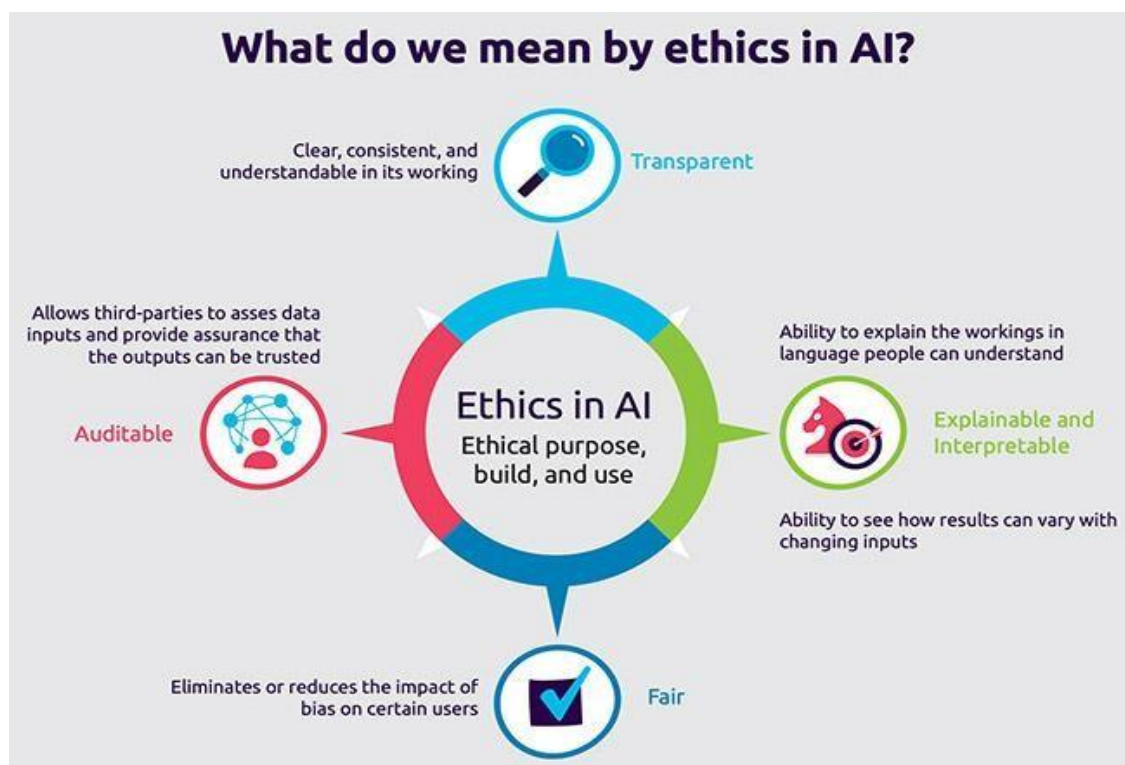 What do we mean by ethics in AI?
Clear, consistent, and
understandable in its working
Transparent
Allows third-parties to asses data
inputs and provide assurance that
the outputs can be trusted
Auditable
Ethics in AI
Ethical purpose,
build, and use
Ability to explain the workings in
language people can understand
Explainable and
Interpretable
Ability to see how results can vary with
changing inputs
Eliminates or reduces the impact of
bias on certain users
Fair